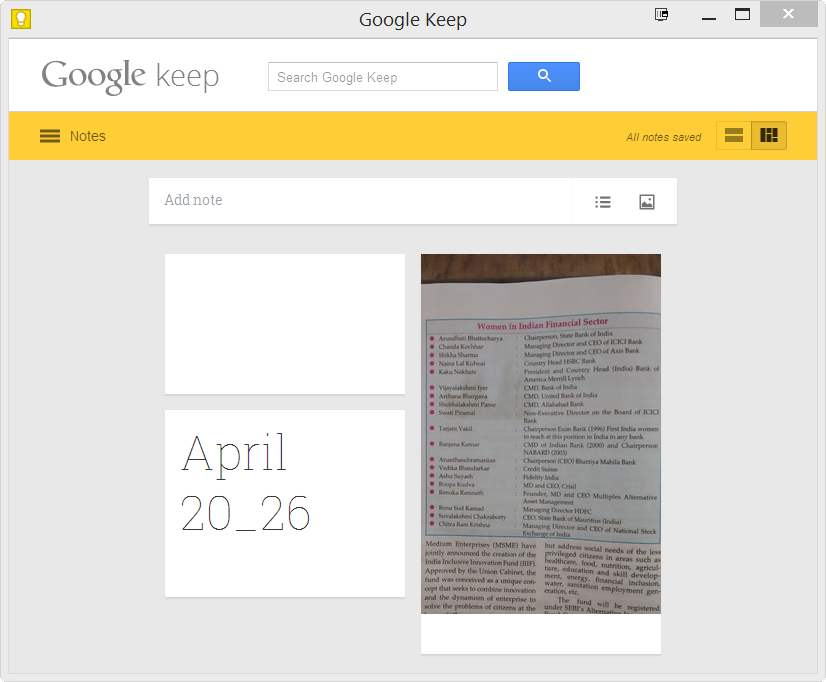 Google Keep
Google keep
Search Google Keep
Notes
All notes saved
Add note
April
20_26
Women in Indian Financial Sector
Arundhati Bhattacharya : Chairperson, State Bank of India
Chanda Kochhar : Managing Director and CEO of ICICI Bank
Shikha Sharma : Managing Director and CEO of Axis Bank
Naina Lal Kidwai : Country Head HSBC Bank
Kaku Nakhate : President and Country Head (India) Bank of
America Merrill Lynch
Vijayalakshmi Iyer : CMD, Bank of India
Archana Bhargava : CMD, United Bank of India
Shubhalakshmi Panse : CMD, Allahabad Bank
Swati Piramal : Non-Executive Director on the Board of ICICI
Bank
Tarjani Vakil : Chairperson Exim Bank (1996) First India women
to reach at this position in India in any bank.
Ranjana Kumar : CMD of Indian Bank (2000) and Chairperson
NABARD (2003)
Ananthasubramanian : Chairperson (CEO) Bhartiya Mahila Bank
Vedika Bhandarkar : Credit Suisse
Ashu Suyash : Fidelity India
Roopa Kudva : MD and CEO, Crisil
Renuka Ramnath : Founder, MD and CEO Multiples Alternative
Asset Management
Renu Sud Karnad : Managing Director HDFC
Suvalakshmi Chakraborty : CEO, State Bank of Mauritius (India)
Chitra Ram Krishna : Managing Director and CEO of National Stock
Exchange of India
Medium Enterprises (MSME) have
jointly announced the creation of the
India Inclusive Innovation Fund (IIIF).
Approved by the Union Cabinet, the
fund was conceived as a unique con-
cept that seeks to combine innovation
and the dynamism of enterprise to
solve the problems of citizens at the
but address social needs of the less
privileged citizens in areas such as
healthcare, food, nutrition, agricul-
ture, education and skill develop-
ment, energy, financial inclusion,
water, sanitation employment gen-
eration, etc.
The fund will be registered
under SEBI's Alternative